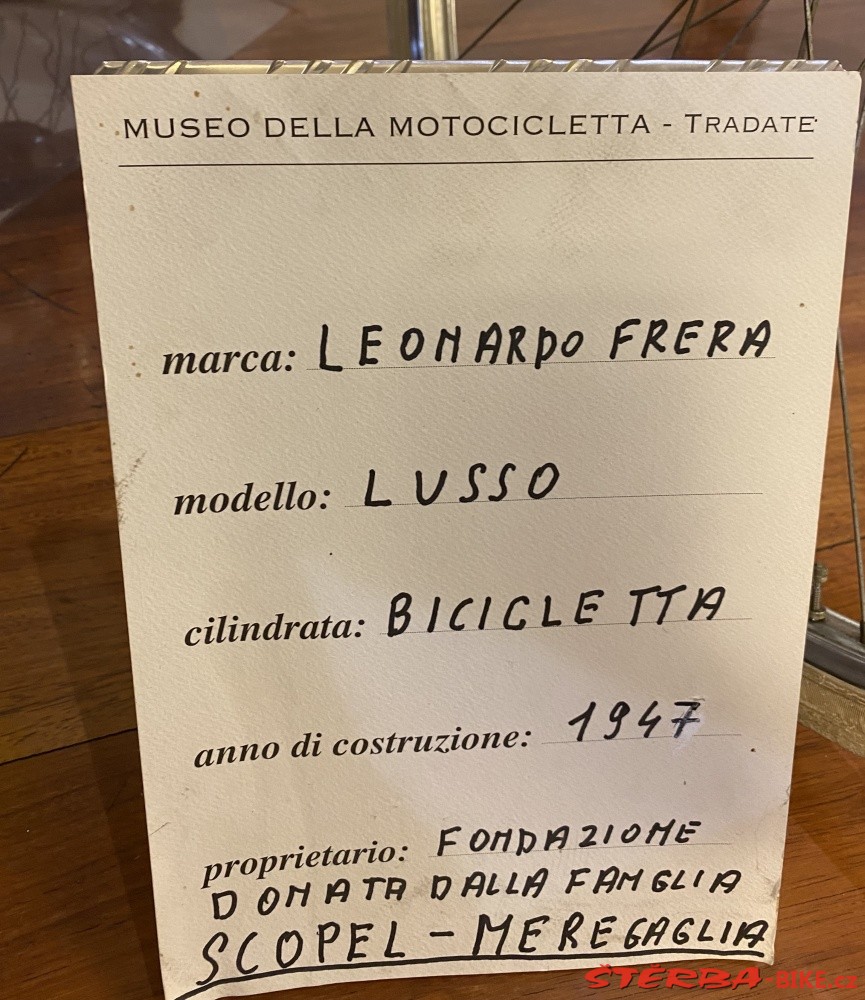 MUSEO DELLA MOTOCICLETTA - TRADATE
marca: LEONARDO FRERA
modello: LUSSO
cilindrata: BICICLETTA
anno di costruzione: 1947
proprietario: FONDAZIONE
DONATA DALLA FAMGLIA
SCOPEL - MEREGAGLIA
ŠTERBA-BIKE.cz